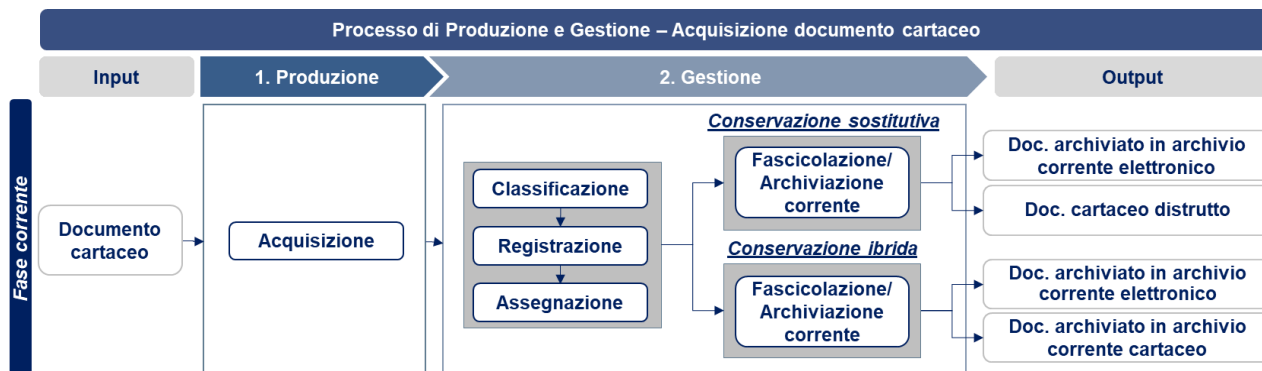 Processo di Produzione e Gestione – Acquisizione documento cartaceo
Input
1. Produzione
2. Gestione
Output
Fase corrente
Documento
cartaceo
Acquisizione
Classificazione
Registrazione
Assegnazione
Conservazione sostitutiva
Fascicolazione/
Archiviazione
corrente
Conservazione ibrida
Fascicolazione/
Archiviazione
corrente
Doc. archiviato in archivio
corrente elettronico
Doc. cartaceo distrutto
Doc. archiviato in archivio
corrente elettronico
Doc. archiviato in archivio
corrente cartaceo